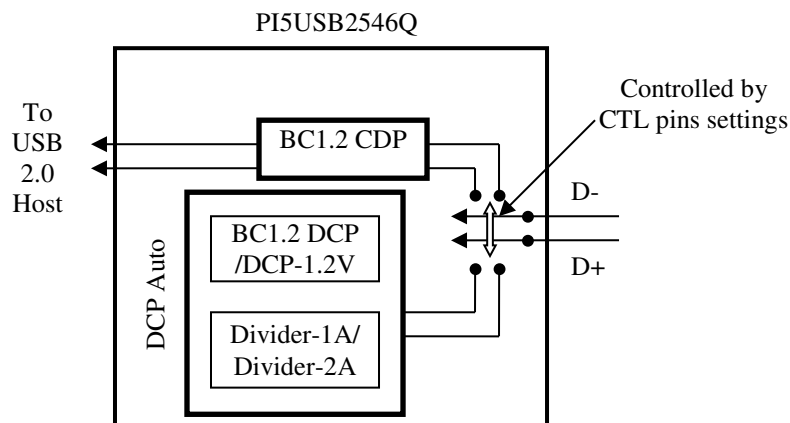 PI5USB2546Q
To
USB
2.0
Host
BC1.2 CDP
Controlled by
CTL pins settings
D-
D+
DCP Auto
BC1.2 DCP
/DCP-1.2V
Divider-1A/
Divider-2A